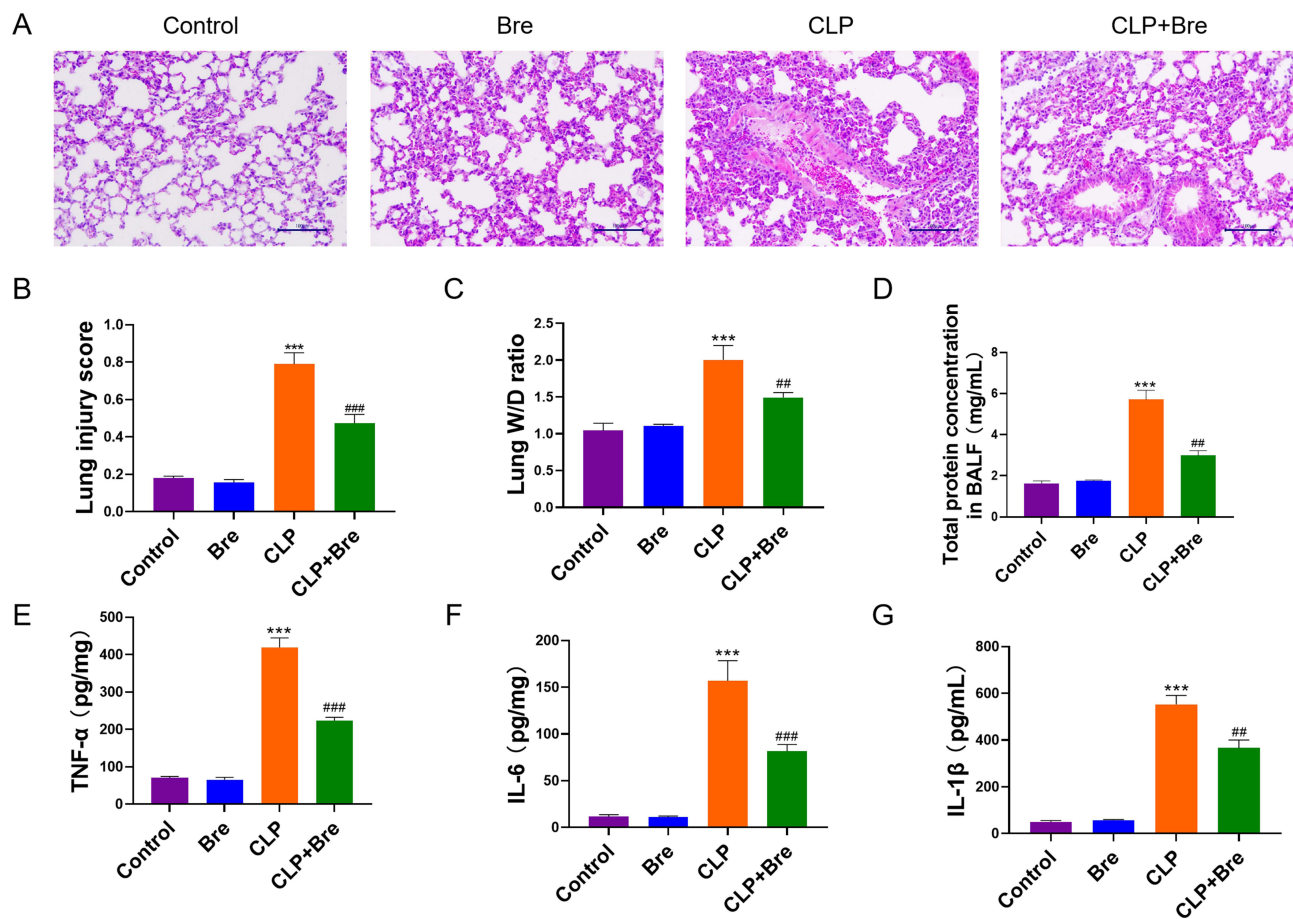 A
Control
Bre
CLP
CLP+Bre
100μm
B
Lung injury score
1.0
0.8
0.6
0.4
0.2
0.0
***
###
Control
Bre
CLP
CLP+Bre
C
Lung W/D ratio
2.5
2.0
1.5
1.0
0.5
0.0
***
##
Control
Bre
CLP
CLP+Bre
D
Total protein concentration
in BALF（mg/mL）
8
6
4
2
0
***
##
Control
Bre
CLP
CLP+Bre
E
TNF-α（pg/mg）
500
400
300
200
100
0
***
###
Control
Bre
CLP
CLP+Bre
F
IL-6（pg/mg）
200
150
100
50
0
***
###
Control
Bre
CLP
CLP+Bre
G
IL-1β（pg/mL）
800
600
400
200
0
***
##
Control
Bre
CLP
CLP+Bre